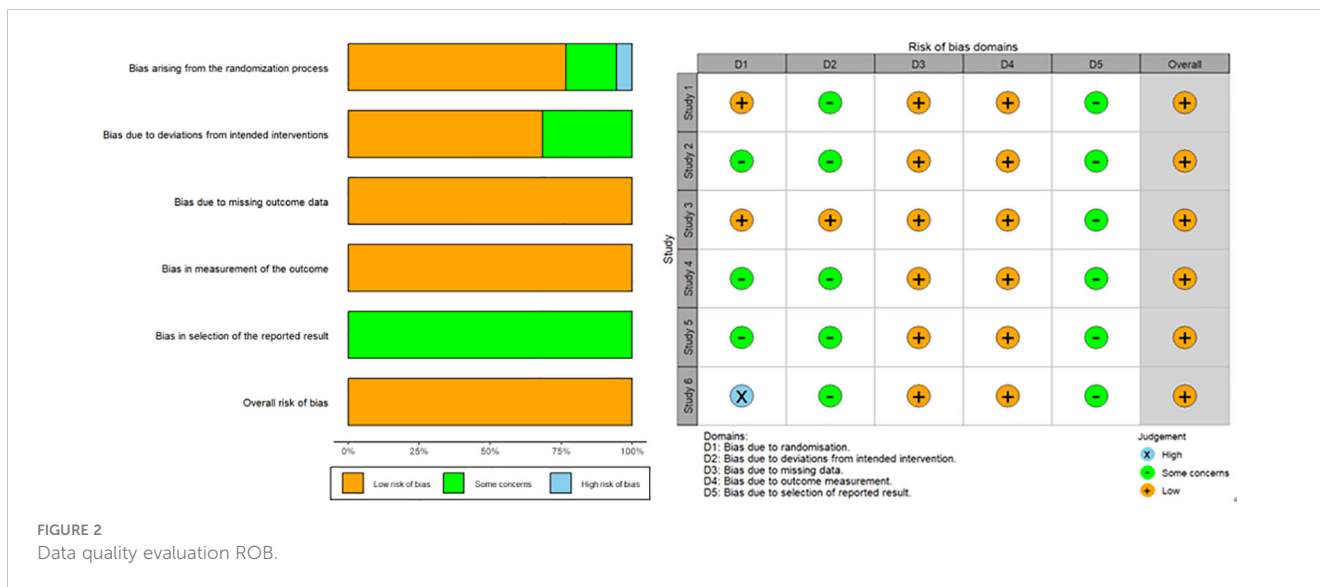 Bias arising from the randomization process
Bias due to deviations from intended interventions
Bias due to missing outcome data
Bias in measurement of the outcome
Bias in selection of the reported result
Overall risk of bias
0% 25% 50% 75% 100%
Low risk of bias Some concerns High risk of bias
Risk of bias domains
D1 D2 D3 D4 D5 Overall
Study
Study 1 + - + + - +
Study 2 - - + + - +
Study 3 + + + + - +
Study 4 - - + + - +
Study 5 - - + + - +
Study 6 X - + + - +
Domains:
D1: Bias due to randomisation.
D2: Bias due to deviations from intended intervention.
D3: Bias due to missing data.
D4: Bias due to outcome measurement.
D5: Bias due to selection of reported result.
Judgement
X High
- Some concerns
+ Low
FIGURE 2
Data quality evaluation ROB.